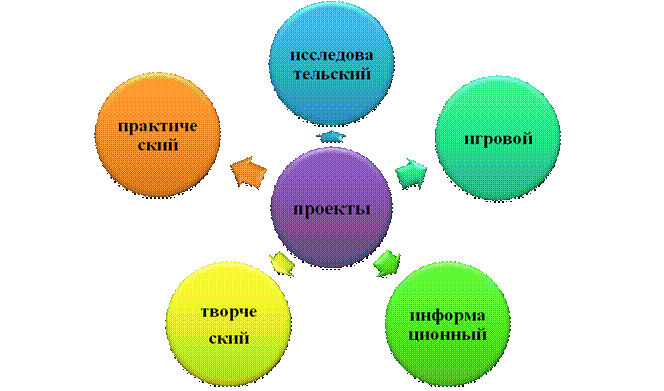 исследова
тельский
практиче
ский
игровой
проекты
творче
ский
информа
ционный